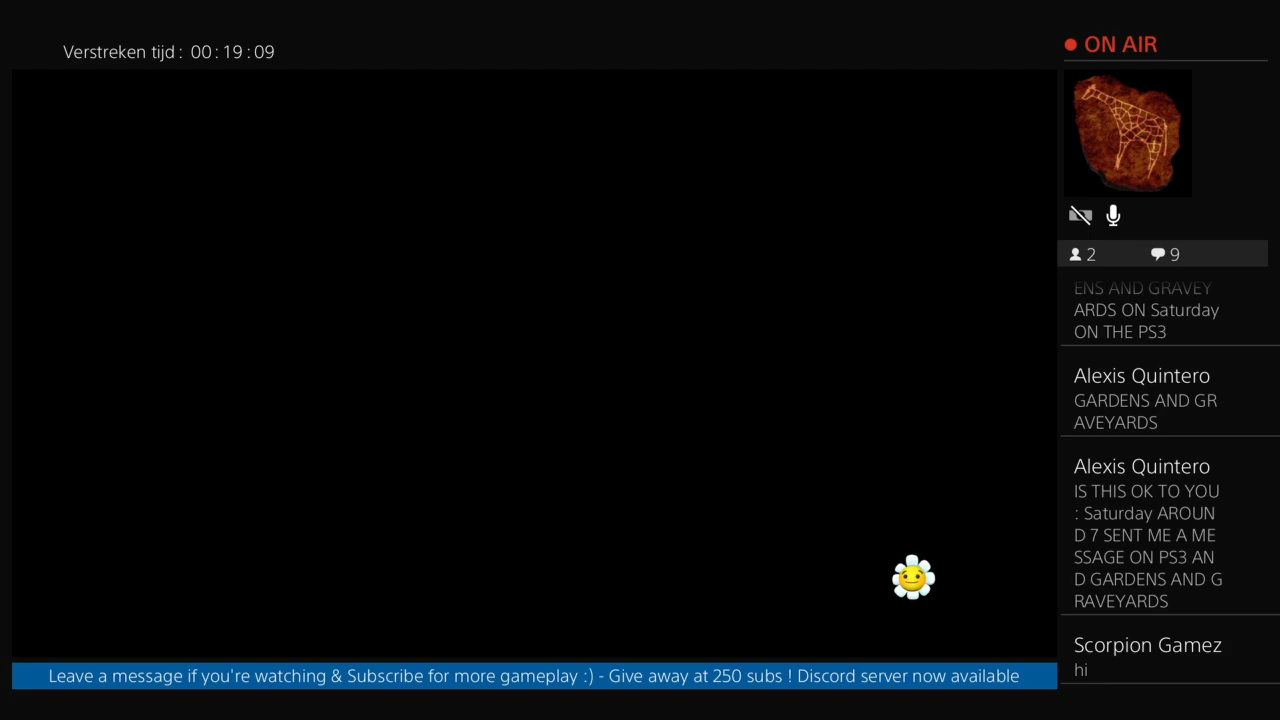 Verstreken tijd : 00 : 19 : 09
ON AIR
2 9
ENS AND GRAVEY
ARDS ON Saturday
ON THE PS3
Alexis Quintero
GARDENS AND GR
AVEYARDS
Alexis Quintero
IS THIS OK TO YOU
: Saturday AROUN
D 7 SENT ME A ME
SSAGE ON PS3 AN
D GARDENS AND G
RAVEYARDS
Scorpion Gamez
hi
Leave a message if you're watching & Subscribe for more gameplay :) - Give away at 250 subs ! Discord server now available